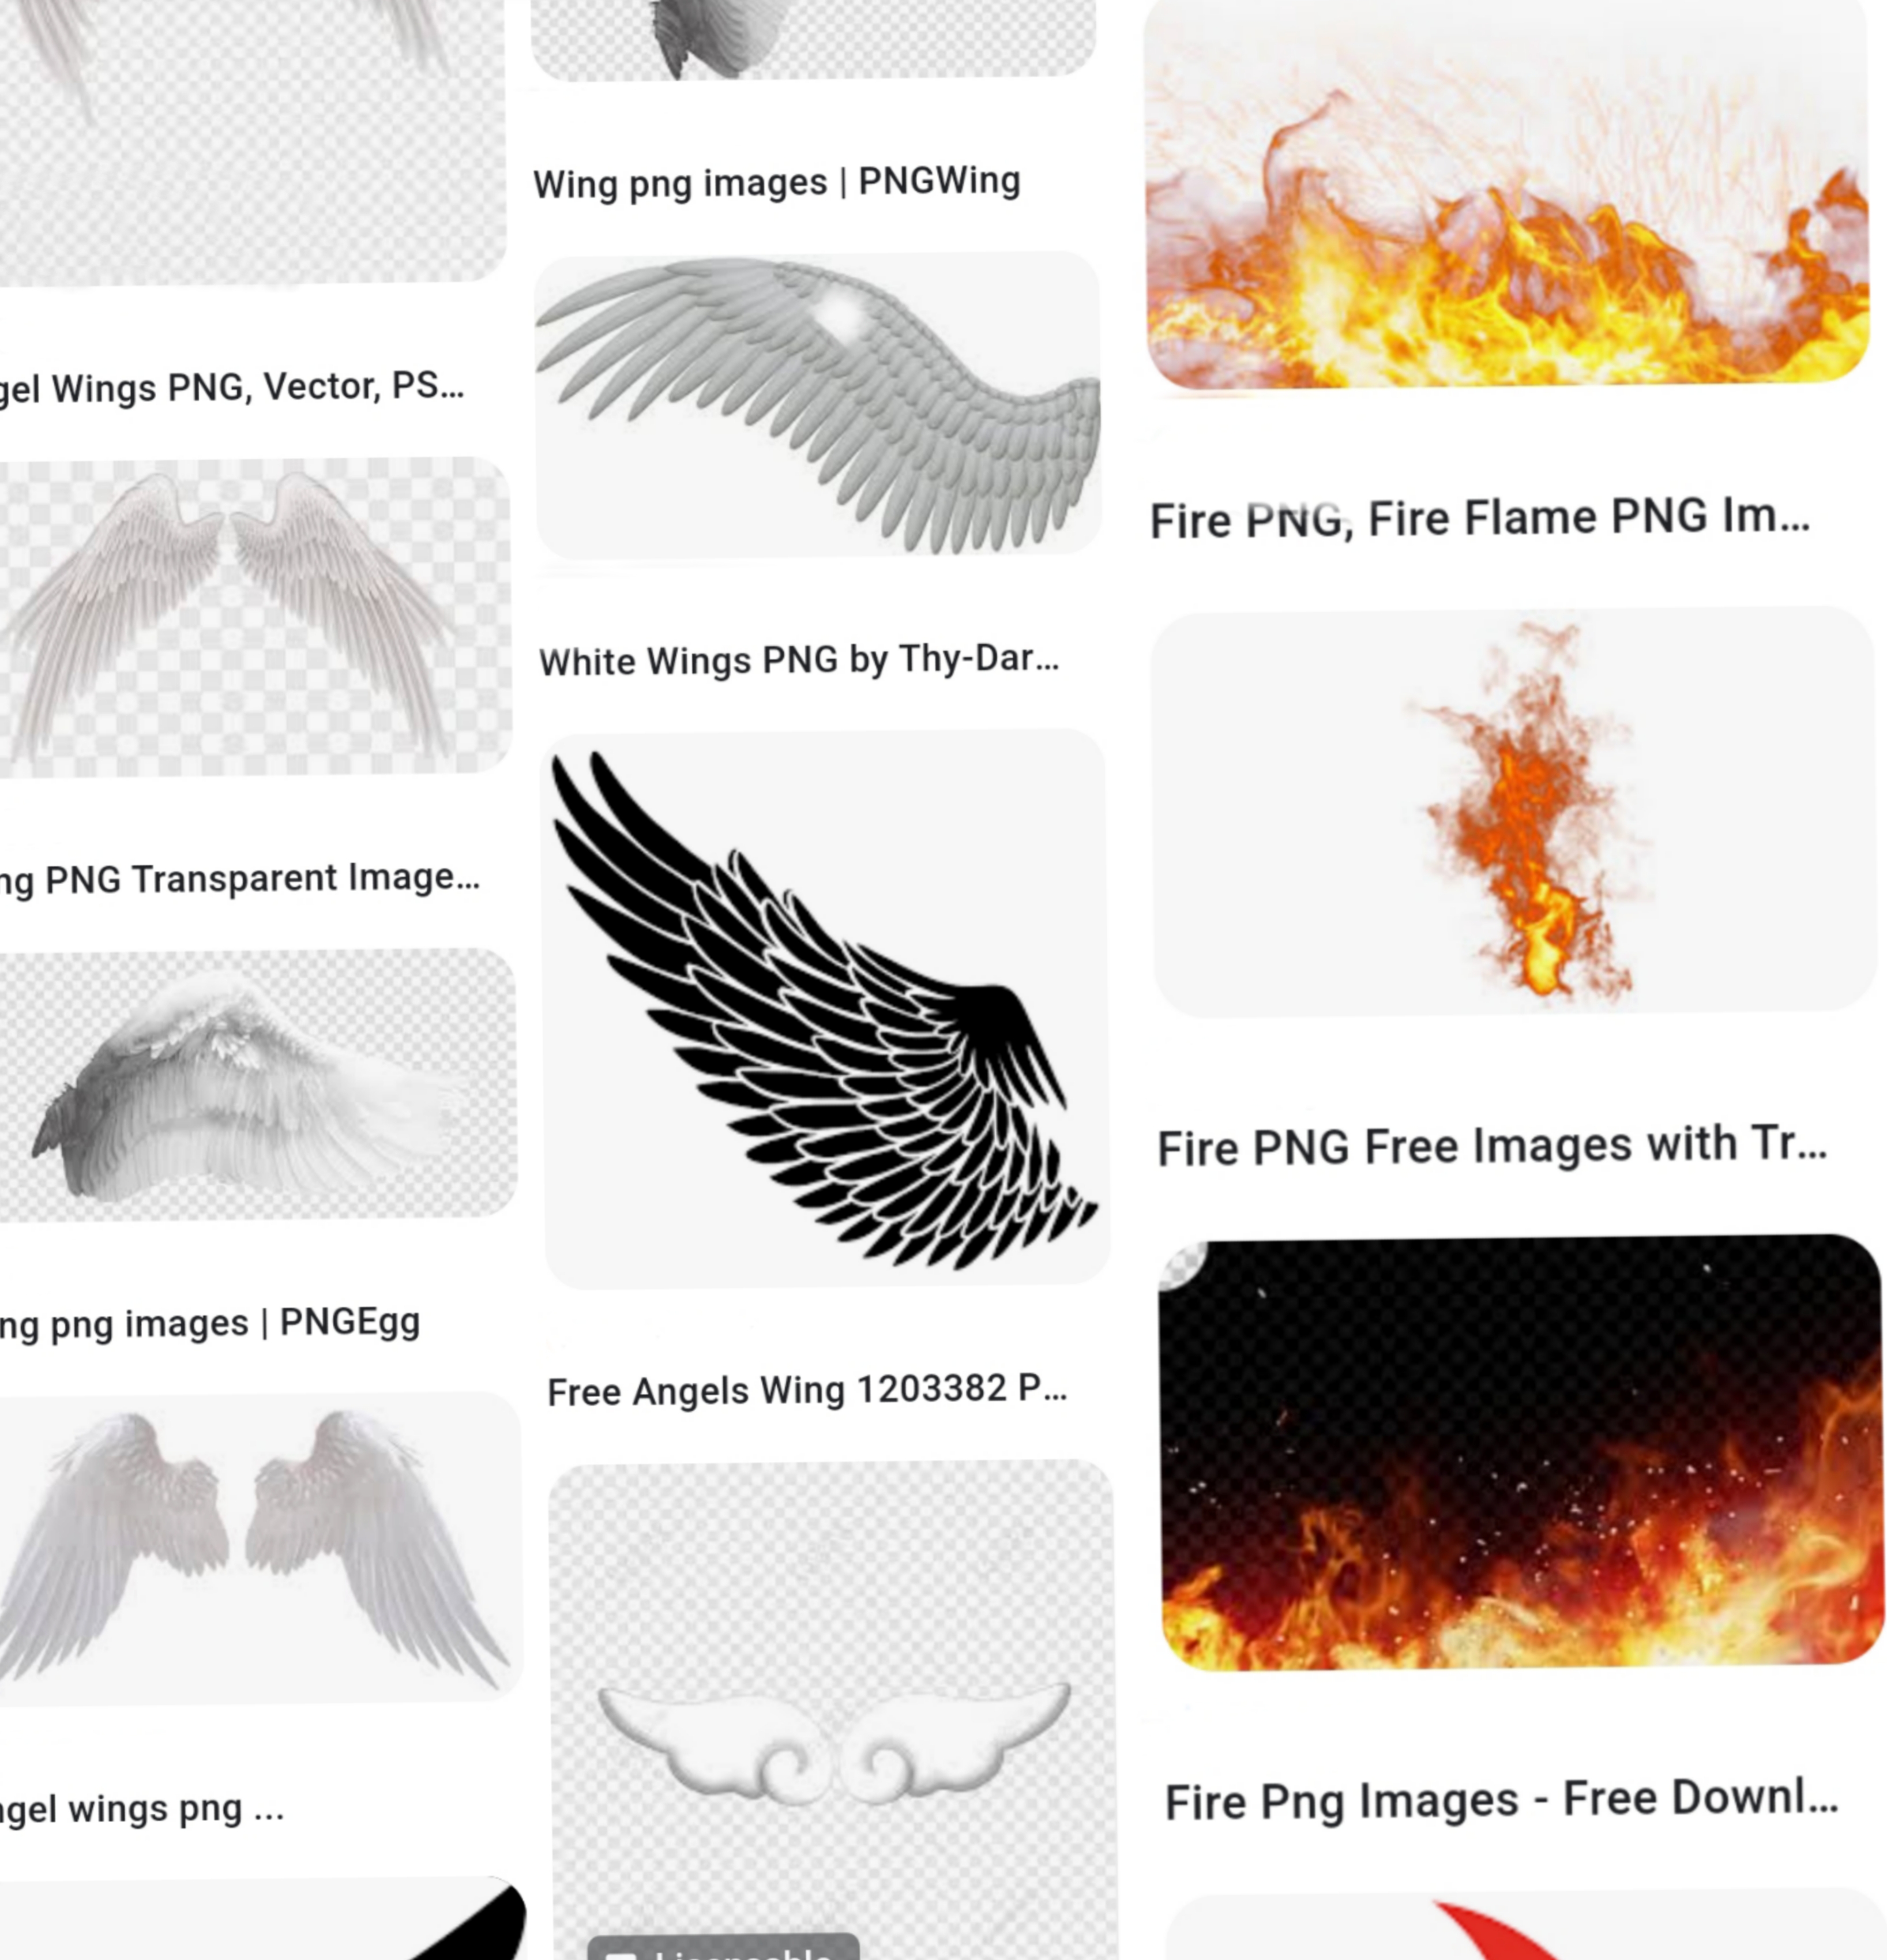 gel Wings PNG, Vector, PS...
ng PNG Transparent Image...
ng png images | PNGEgg
ngel wings png ...
Wing png images | PNGWing
White Wings PNG by Thy-Dar...
Free Angels Wing 1203382 P...
Licensable
Fire PNG, Fire Flame PNG Im...
Fire PNG Free Images with Tr...
Fire Png Images - Free Downl...